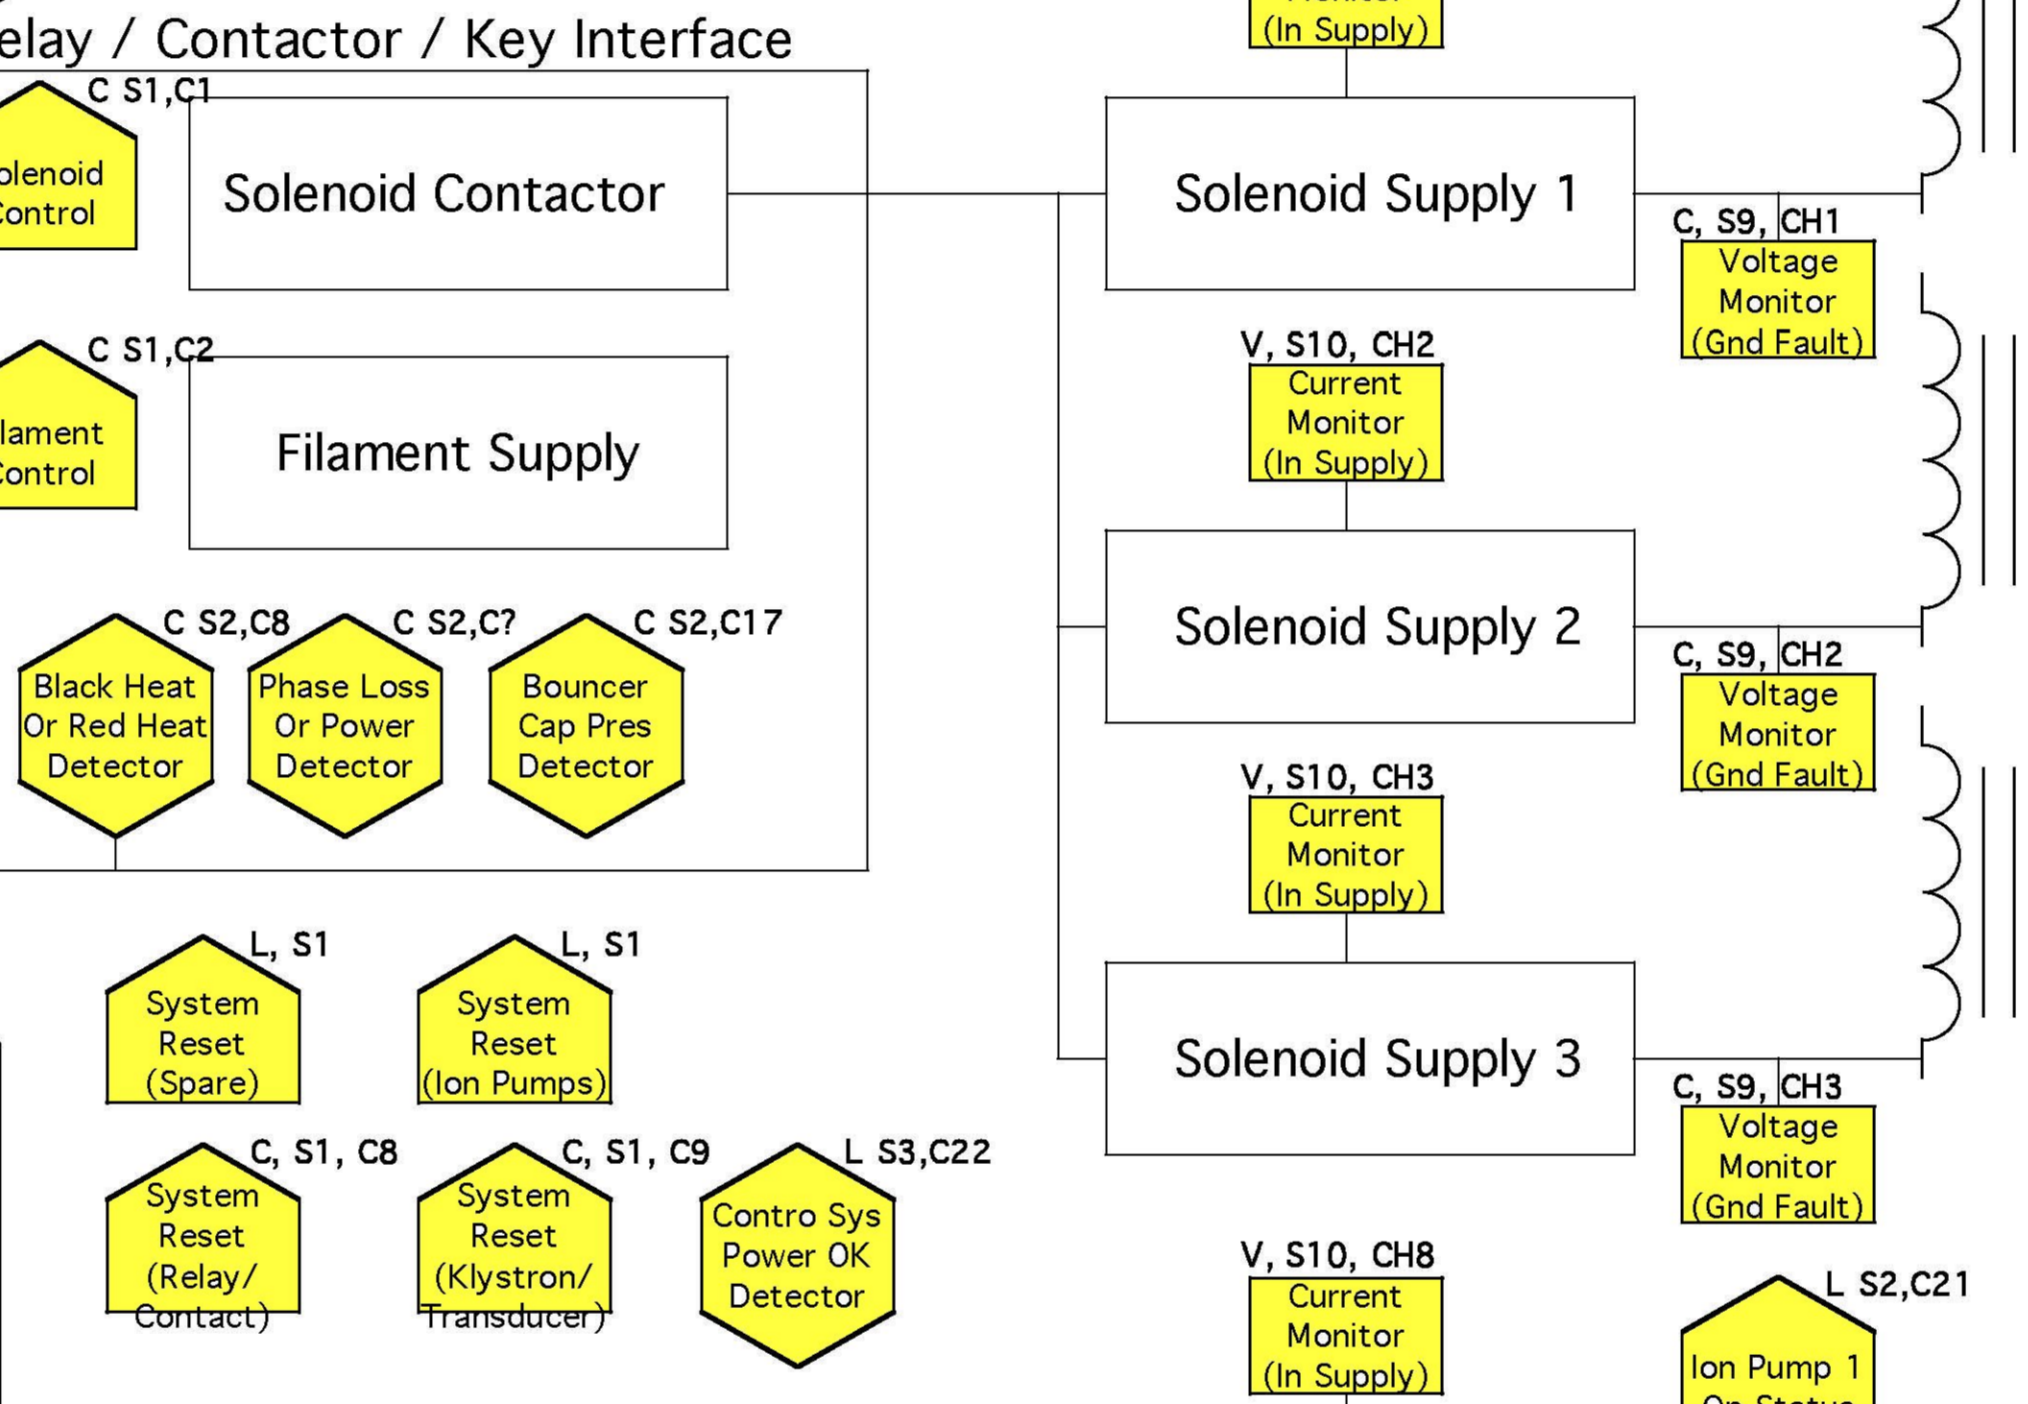 elay / Contactor / Key Interface
(In Supply)
C S1,C1
olenoid
Control
Solenoid Contactor
Solenoid Supply 1
C, S9, CH1
Voltage
Monitor
(Gnd Fault)
C S1,C2
lament
Control
Filament Supply
V, S10, CH2
Current
Monitor
(In Supply)
Solenoid Supply 2
C, S9, CH2
Voltage
Monitor
(Gnd Fault)
C S2,C8
Black Heat
Or Red Heat
Detector
C S2,C?
Phase Loss
Or Power
Detector
C S2,C17
Bouncer
Cap Pres
Detector
V, S10, CH3
Current
Monitor
(In Supply)
Solenoid Supply 3
C, S9, CH3
Voltage
Monitor
(Gnd Fault)
L, S1
System
Reset
(Spare)
L, S1
System
Reset
(Ion Pumps)
C, S1, C8
System
Reset
(Relay/
Contact)
C, S1, C9
System
Reset
(Klystron/
Transducer)
L S3,C22
Contro Sys
Power OK
Detector
V, S10, CH8
Current
Monitor
(In Supply)
L S2,C21
Ion Pump 1